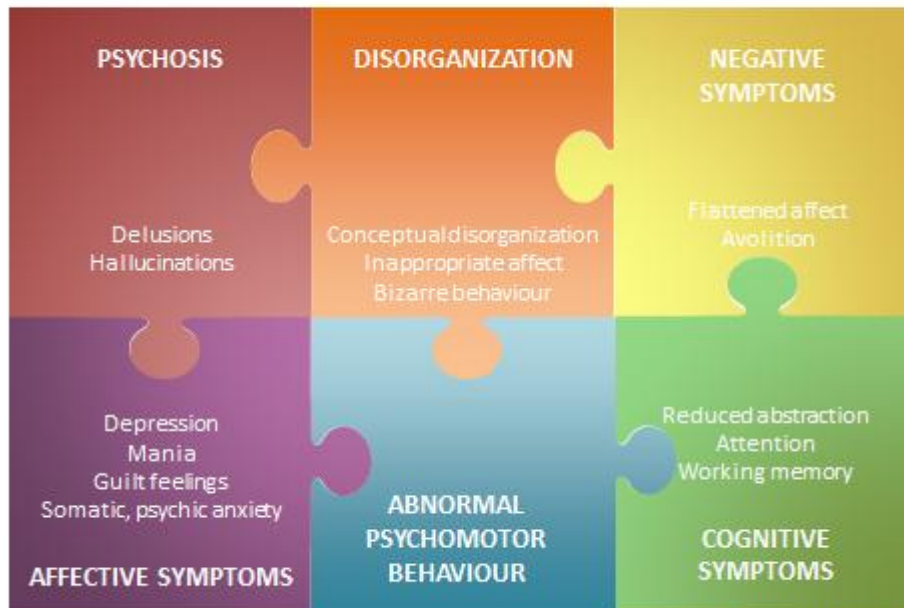 PSYCHOSIS
Delusions
Hallucinations
DISORGANIZATION
Conceptual disorganization
Inappropriate affect
Bizarre behaviour
NEGATIVE
SYMPTOMS
Flattened affect
Avolition
Depression
Mania
Guilt feelings
Somatic, psychic anxiety
AFFECTIVE SYMPTOMS
ABNORMAL
PSYCHOMOTOR
BEHAVIOUR
Reduced abstraction
Attention
Working memory
COGNITIVE
SYMPTOMS